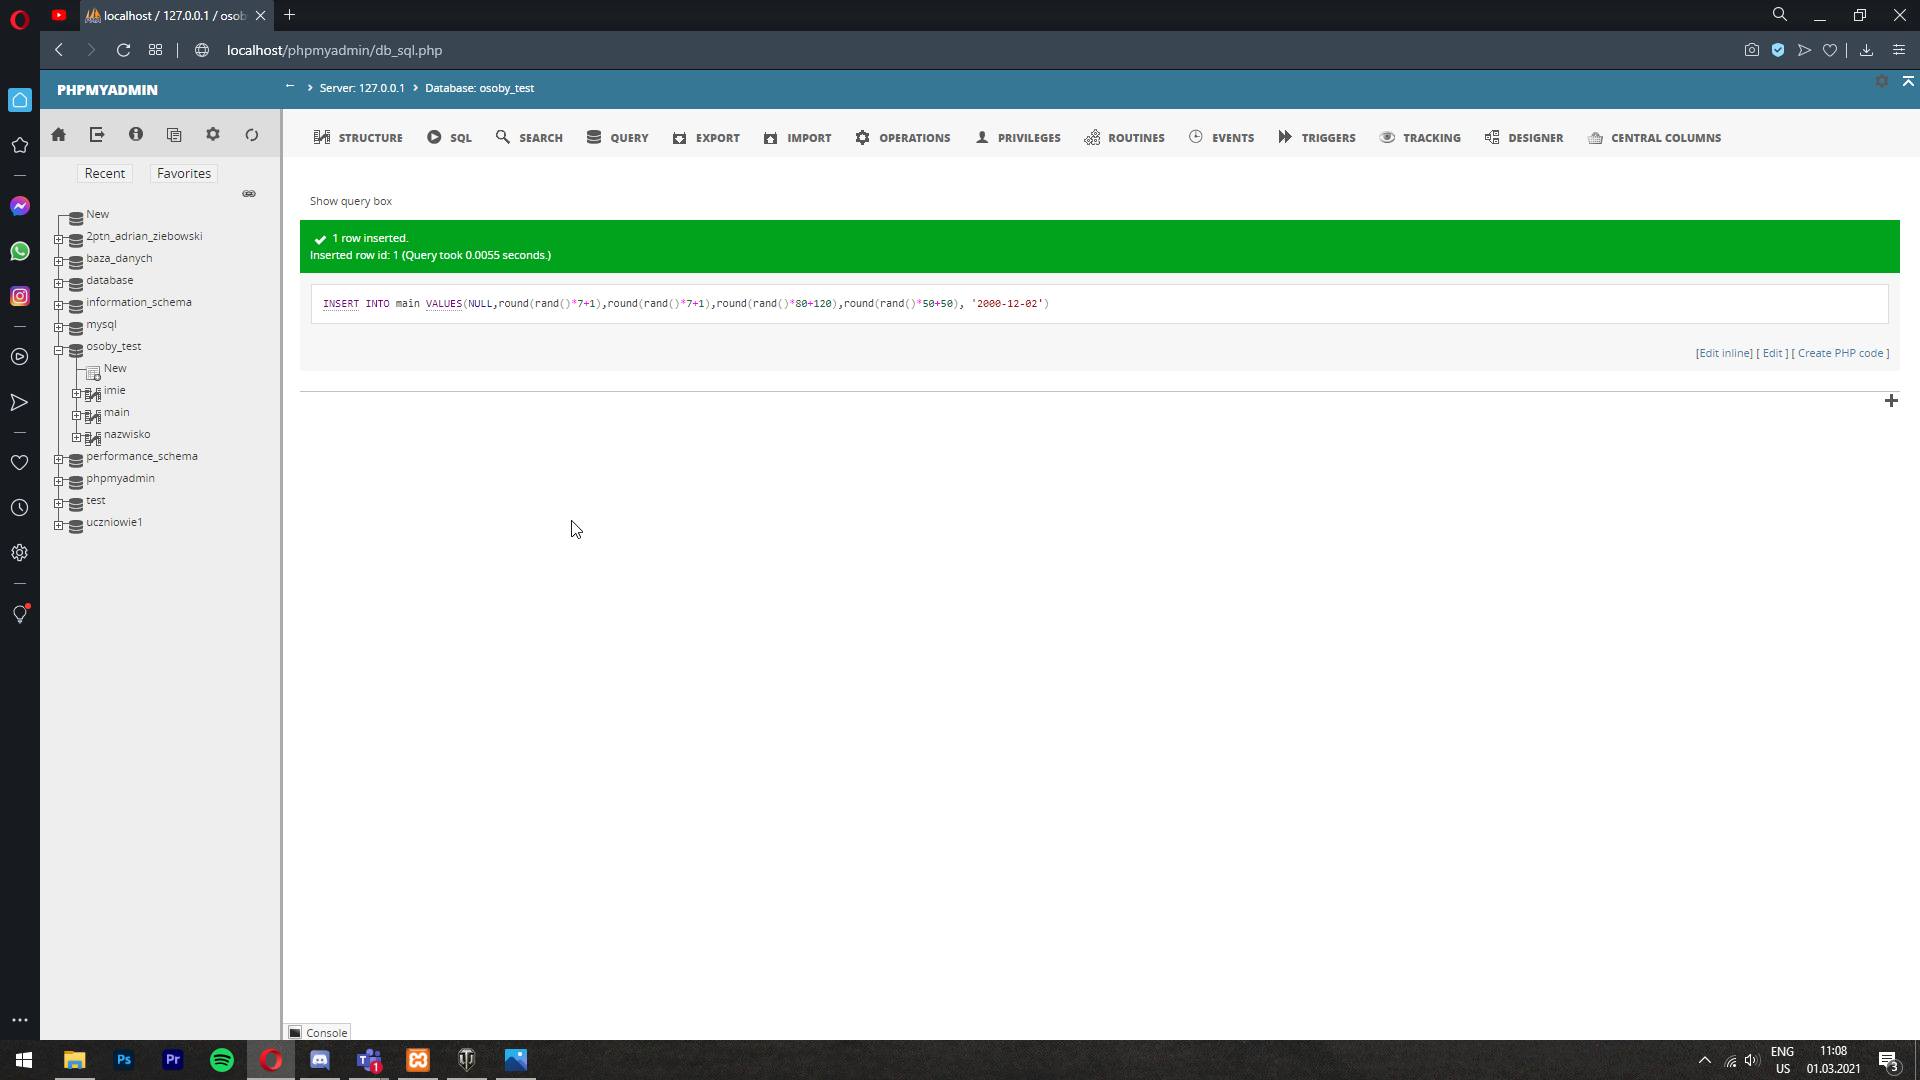 localhost / 127.0.0.1 / osob
localhost/phpmyadmin/db_sql.php
PHPMYADMIN
Server: 127.0.0.1 Database: osoby_test
STRUCTURE SQL SEARCH QUERY EXPORT IMPORT OPERATIONS PRIVILEGES ROUTINES EVENTS TRIGGERS TRACKING DESIGNER CENTRAL COLUMNS
Recent Favorites
New
2ptn_adrian_ziebowski
baza_danych
database
information_schema
mysql
osoby_test
New
imie
main
nazwisko
performance_schema
phpmyadmin
test
uczniowie1
Show query box
1 row inserted.
Inserted row id: 1 (Query took 0.0055 seconds.)
INSERT INTO main VALUES(NULL,round(rand()*7+1),round(rand()*7+1),round(rand()*80+120),round(rand()*50+50), '2000-12-02')
[Edit inline] [ Edit ] [ Create PHP code ]
Console
Ps Pr T 1
ENG
US
11:08
01.03.2021
3